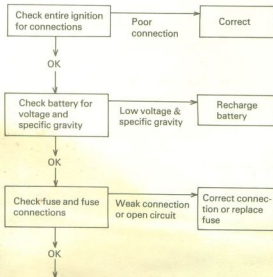 Check entire ignition
for connections
Poor
connection
Correct
OK
Check battery for
voltage and
specific gravity
Low voltage &
specific gravity
Recharge
battery
OK
Check fuse and fuse
connections
Weak connection
or open circuit
Correct connec-
tion or replace
fuse
OK